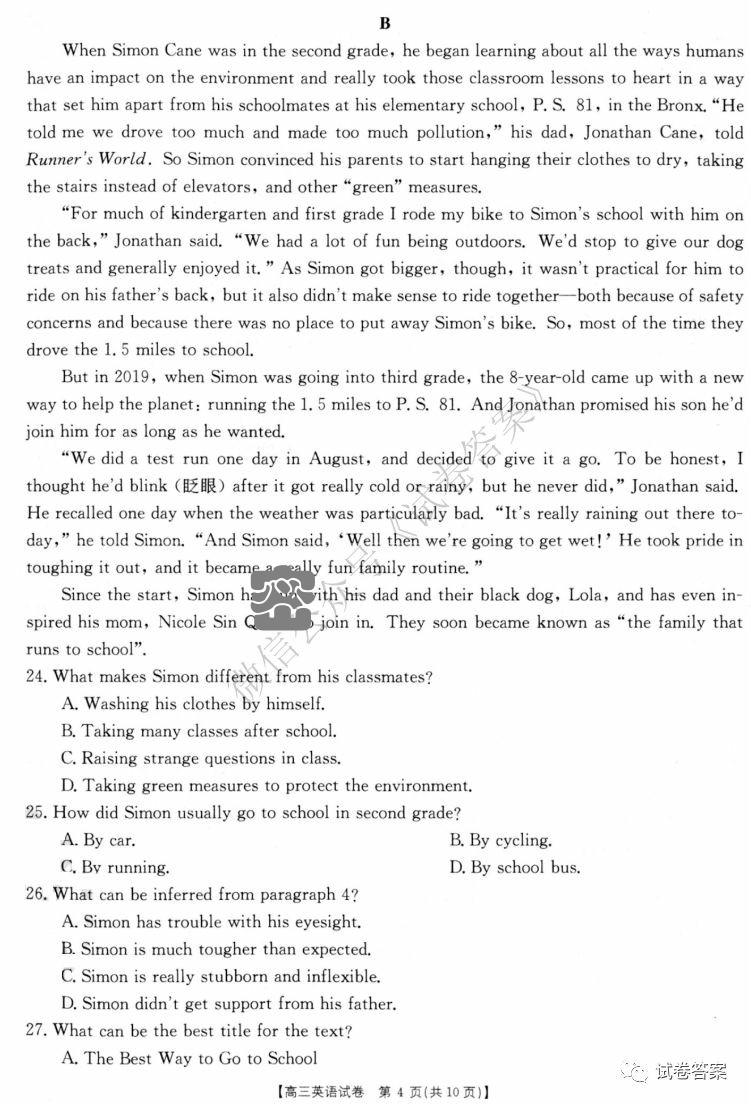 B
When Simon Cane was in the second grade, he began learning about all the ways humans
have an impact on the environment and really took those classroom lessons to heart in a way
that set him apart from his schoolmates at his elementary school, P. S. 81, in the Bronx. “He
told me we drove too much and made too much pollution,” his dad, Jonathan Cane, told
Runner's World. So Simon convinced his parents to start hanging their clothes to dry, taking
the stairs instead of elevators, and other “green” measures.
“For much of kindergarten and first grade I rode my bike to Simon's school with him on
the back,” Jonathan said. “We had a lot of fun being outdoors. We'd stop to give our dog
treats and generally enjoyed it. ” As Simon got bigger, though, it wasn't practical for him to
ride on his father's back, but it also didn't make sense to ride together—both because of safety
concerns and because there was no place to put away Simon's bike. So, most of the time they
drove the 1. 5 miles to school.
But in 2019, when Simon was going into third grade, the 8-year-old came up with a new
way to help the planet: running the 1. 5 miles to P. S. 81. And Jonathan promised his son he'd
join him for as long as he wanted.
“We did a test run one day in August, and decided to give it a go. To be honest, I
thought he'd blink (眨眼) after it got really cold or rainy, but he never did,” Jonathan said.
He recalled one day when the weather was particularly bad. “It's really raining out there to-
day,” he told Simon. “And Simon said, ‘Well then we're going to get wet!’ He took pride in
toughing it out, and it became a really fun family routine. ”
Since the start, Simon with his dad and their black dog, Lola, and has even in-
spired his mom, Nicole Sin join in. They soon became known as “the family that
runs to school”.
24. What makes Simon different from his classmates?
A. Washing his clothes by himself.
B. Taking many classes after school.
C. Raising strange questions in class.
D. Taking green measures to protect the environment.
25. How did Simon usually go to school in second grade?
A. By car. B. By cycling.
C. By running. D. By school bus.
26. What can be inferred from paragraph 4?
A. Simon has trouble with his eyesight.
B. Simon is much tougher than expected.
C. Simon is really stubborn and inflexible.
D. Simon didn't get support from his father.
27. What can be the best title for the text?
A. The Best Way to Go to School
【高三英语试卷 第 4 页(共 10 页)】
微信公众号《试卷答案》
试卷答案